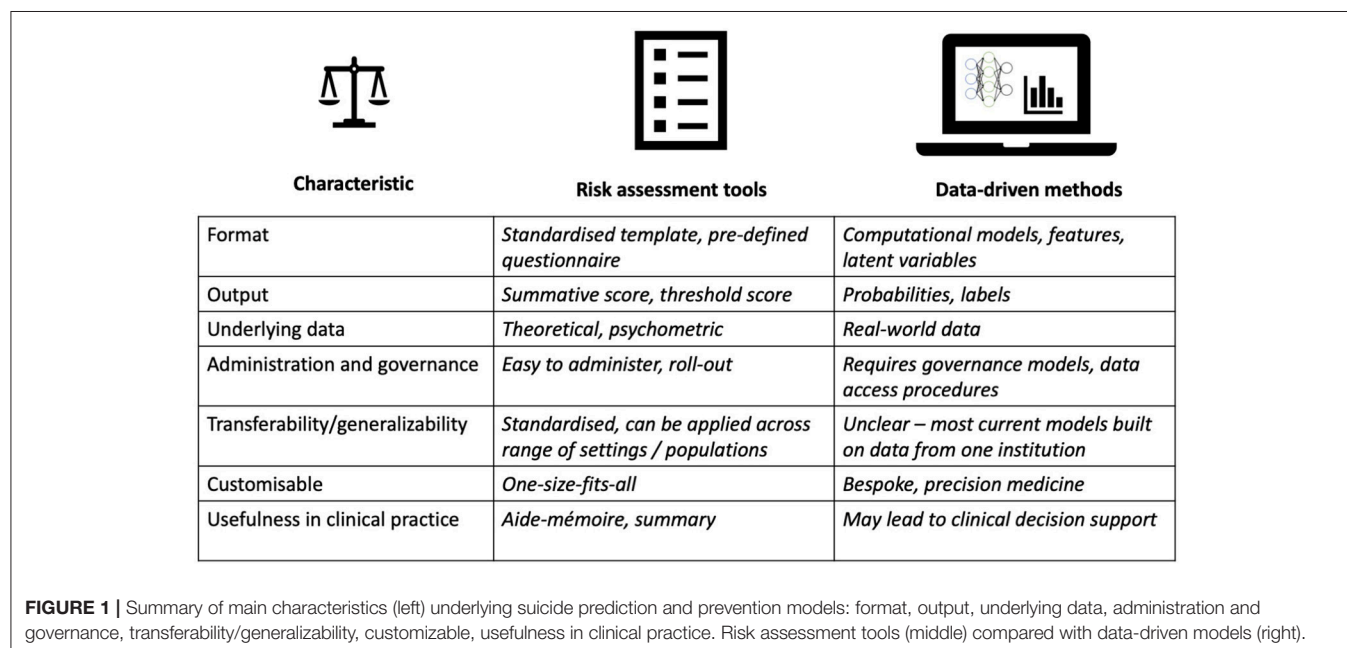 Characteristic Risk assessment tools Data-driven methods
Format Standardised template, pre-defined Computational models, features,
questionnaire latent variables
Output Summative score, threshold score Probabilities, labels
Underlying data Theoretical, psychometric Real-world data
Administration and governance Easy to administer, roll-out Requires governance models, data
access procedures
Transferability/generalizability Standardised, can be applied across Unclear – most current models built
range of settings / populations on data from one institution
Customisable One-size-fits-all Bespoke, precision medicine
Usefulness in clinical practice Aide-mémoire, summary May lead to clinical decision support
FIGURE 1 | Summary of main characteristics (left) underlying suicide prediction and prevention models: format, output, underlying data, administration and
governance, transferability/generalizability, customizable, usefulness in clinical practice. Risk assessment tools (middle) compared with data-driven models (right).